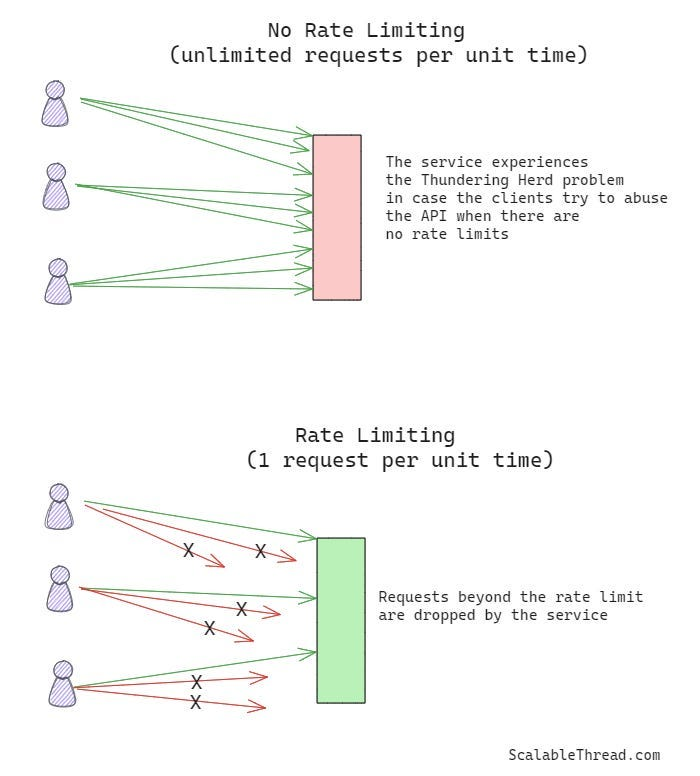 No Rate Limiting
(unlimited requests per unit time)
The service experiences
the Thundering Herd problem
in case the clients try to abuse
the API when there are
no rate limits
Rate Limiting
(1 request per unit time)
X
X
X
X
X
X
Requests beyond the rate limit
are dropped by the service
ScalableThread.com